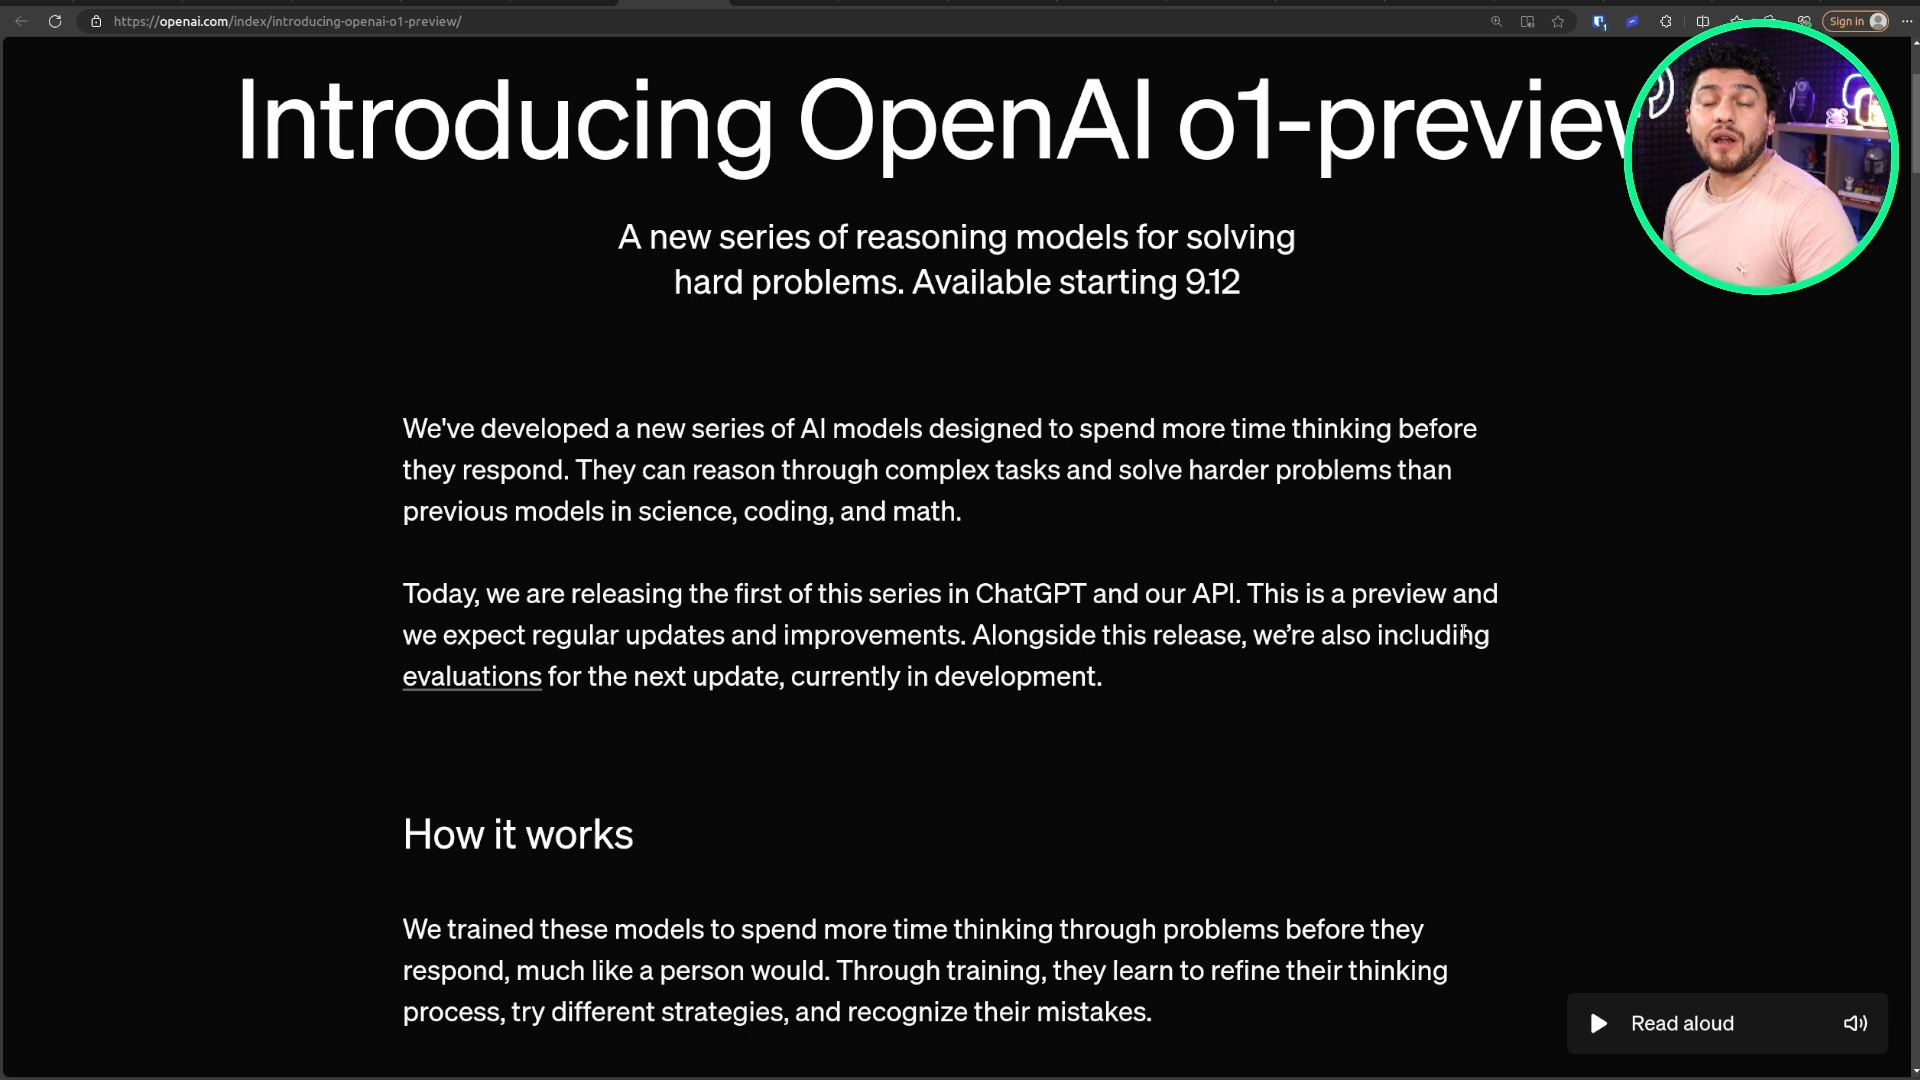 https://openai.com/index/introducing-openai-o1-preview/
Sign in
Introducing OpenAI o1-preview
A new series of reasoning models for solving
hard problems. Available starting 9.12
We've developed a new series of AI models designed to spend more time thinking before
they respond. They can reason through complex tasks and solve harder problems than
previous models in science, coding, and math.
Today, we are releasing the first of this series in ChatGPT and our API. This is a preview and
we expect regular updates and improvements. Alongside this release, we’re also including
evaluations for the next update, currently in development.
How it works
We trained these models to spend more time thinking through problems before they
respond, much like a person would. Through training, they learn to refine their thinking
process, try different strategies, and recognize their mistakes.
Read aloud